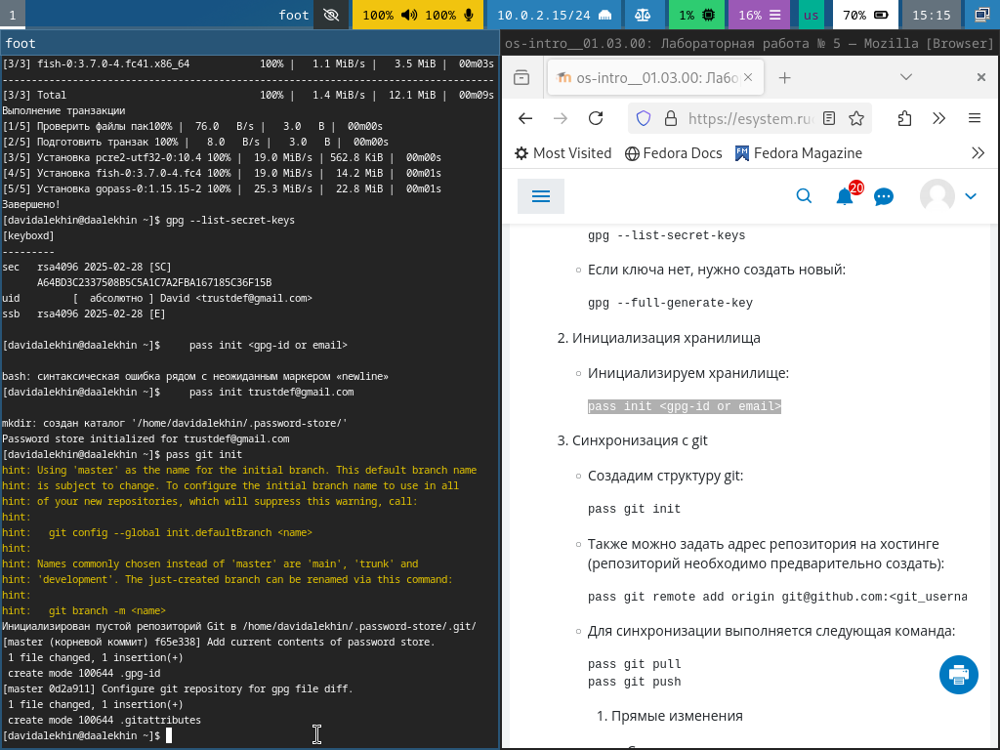 1
foot
100%
100%
10.0.2.15/24
1%
16%
us
70%
15:15
foot
[3/3] fish-0:3.7.0-4.fc41.x86_64 100% | 1.1 MiB/s | 3.5 MiB | 00m03s
--------------------------------------------------------------------------------
[3/3] Total 100% | 1.4 MiB/s | 12.1 MiB | 00m09s
Выполнение транзакции
[1/5] Проверить файлы пак100% | 76.0 B/s | 3.0 B | 00m00s
[2/5] Подготовить транзак 100% | 8.0 B/s | 3.0 B | 00m00s
[3/5] Установка pcre2-utf32-0:10.4 100% | 19.0 MiB/s | 562.8 KiB | 00m00s
[4/5] Установка fish-0:3.7.0-4.fc4 100% | 19.0 MiB/s | 14.2 MiB | 00m01s
[5/5] Установка gopass-0:1.15.15-2 100% | 25.3 MiB/s | 22.8 MiB | 00m01s
Завершено!
[davidalekhin@daalekhin ~]$ gpg --list-secret-keys
[keyboxd]
---------
sec rsa4096 2025-02-28 [SC]
A64BD3C2337508B5C5A1C7A2FBA167185C36F15B
uid [ абсолютно ] David <trustdef@gmail.com>
ssb rsa4096 2025-02-28 [E]
[davidalekhin@daalekhin ~]$ pass init <gpg-id or email>
bash: синтаксическая ошибка рядом с неожиданным маркером «newline»
[davidalekhin@daalekhin ~]$ pass init trustdef@gmail.com
mkdir: создан каталог '/home/davidalekhin/.password-store/'
Password store initialized for trustdef@gmail.com
[davidalekhin@daalekhin ~]$ pass git init
hint: Using 'master' as the name for the initial branch. This default branch name
hint: is subject to change. To configure the initial branch name to use in all
hint: of your new repositories, which will suppress this warning, call:
hint:
hint: git config --global init.defaultBranch <name>
hint:
hint: Names commonly chosen instead of 'master' are 'main', 'trunk' and
hint: 'development'. The just-created branch can be renamed via this command:
hint:
hint: git branch -m <name>
Инициализирован пустой репозиторий Git в /home/davidalekhin/.password-store/.git/
[master (корневой коммит) f65e338] Add current contents of password store.
1 file changed, 1 insertion(+)
create mode 100644 .gpg-id
[master 0d2a911] Configure git repository for gpg file diff.
1 file changed, 1 insertion(+)
create mode 100644 .gitattributes
[davidalekhin@daalekhin ~]$
os-intro__01.03.00: Лабораторная работа № 5 — Mozilla [Browser]
os-intro__01.03.00: Лабо
https://esystem.ru
Most Visited
Fedora Docs
Fedora Magazine
20
gpg --list-secret-keys
◦ Если ключа нет, нужно создать новый:
gpg --full-generate-key
2. Инициализация хранилища
◦ Инициализируем хранилище:
pass init <gpg-id or email>
3. Синхронизация с git
◦ Создадим структуру git:
pass git init
◦ Также можно задать адрес репозитория на хостинге
(репозиторий необходимо предварительно создать):
pass git remote add origin git@github.com:<git_userna
◦ Для синхронизации выполняется следующая команда:
pass git pull
pass git push
1. Прямые изменения